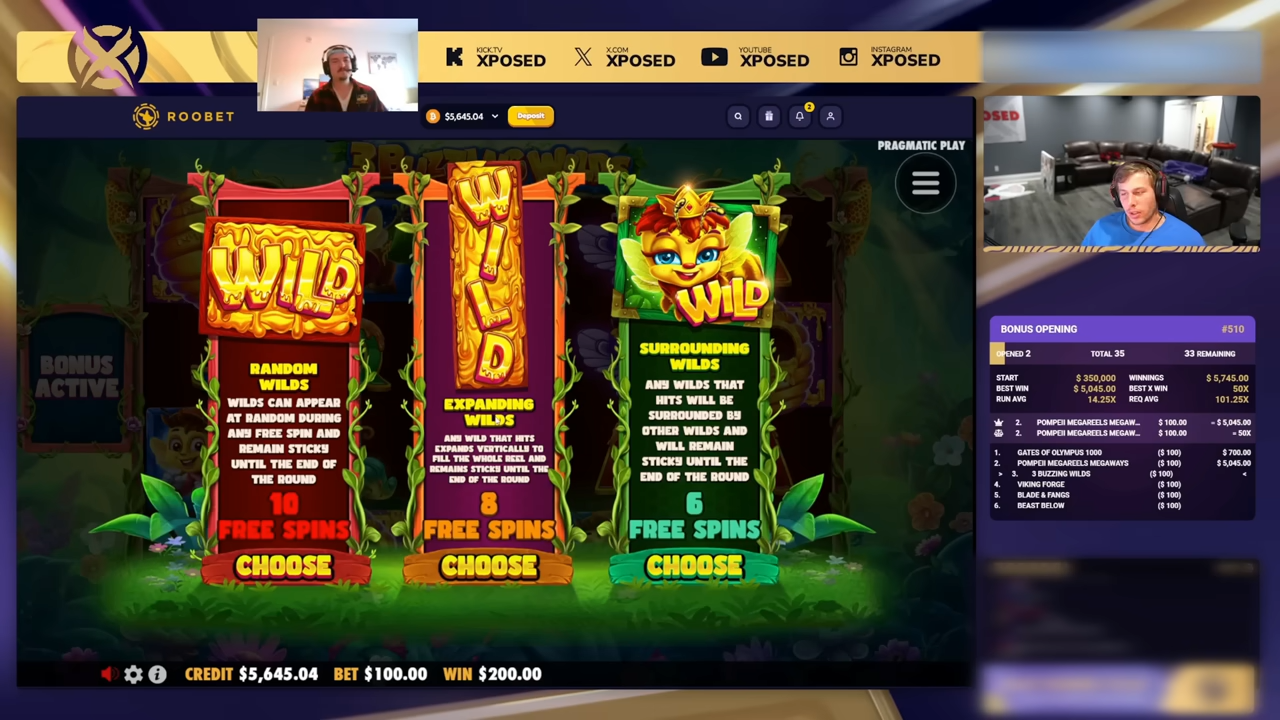 KICK.TV
XPOSED
X.COM
XPOSED
YOUTUBE
XPOSED
INSTAGRAM
XPOSED
ROOBET
$5,645.04
Deposit
2
PRAGMATIC PLAY
BONUS
ACTIVE
WILD
RANDOM
WILDS
WILDS CAN APPEAR
AT RANDOM DURING
ANY FREE SPIN AND
REMAIN STICKY
UNTIL THE END OF
THE ROUND
10
FREE SPINS
CHOOSE
WILD
EXPANDING
WILDS
ANY WILD THAT HITS
EXPANDS VERTICALLY TO
FILL THE WHOLE REEL AND
REMAINS STICKY UNTIL THE
END OF THE ROUND
8
FREE SPINS
CHOOSE
WILD
SURROUNDING
WILDS
ANY WILDS THAT
HITS WILL BE
SURROUNDED BY
OTHER WILDS AND
WILL REMAIN
STICKY UNTIL THE
END OF THE ROUND
6
FREE SPINS
CHOOSE
CREDIT $5,645.04 BET $100.00 WIN $200.00
OSED
BONUS OPENING #510
OPENED 2 TOTAL 35 33 REMAINING
START $ 350,000 WINNINGS $ 5,745.00
BEST WIN $ 5,045.00 BEST X WIN 50X
RUN AVG 14.25X REQ AVG 101.25X
2. POMPEII MEGAREELS MEGAW... $ 100.00 = $ 5,045.00
2. POMPEII MEGAREELS MEGAW... $ 100.00 = 50X
1. GATES OF OLYMPUS 1000 ($ 100) $ 700.00
2. POMPEII MEGAREELS MEGAWAYS ($ 100) $ 5,045.00
> 3. 3 BUZZING WILDS ($ 100) <
4. VIKING FORGE ($ 100)
5. BLADE & FANGS ($ 100)
6. BEAST BELOW ($ 100)